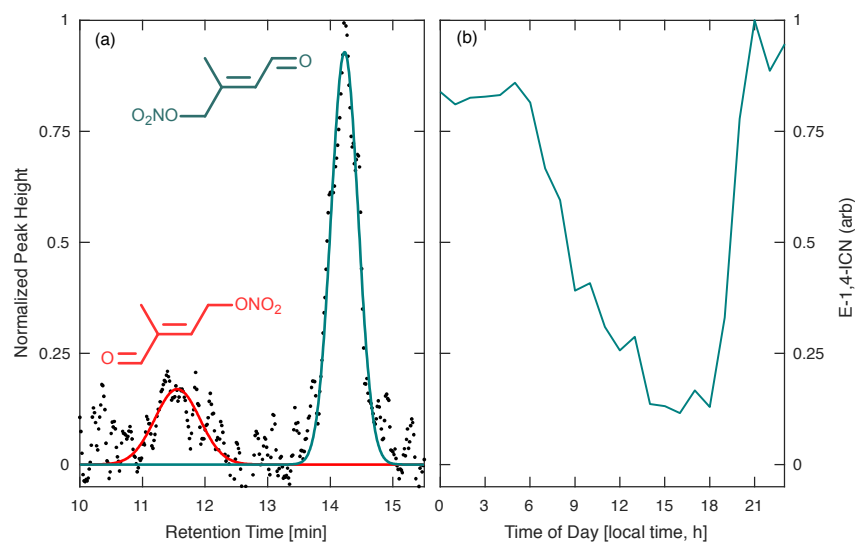 (a)
(b)
O
O₂NO
ONO₂
O
Normalized Peak Height
1
0.75
0.5
0.25
0
10 11 12 13 14 15
Retention Time [min]
1
0.75
0.5
0.25
0
E-1,4-ICN (arb)
0 3 6 9 12 15 18 21
Time of Day [local time, h]